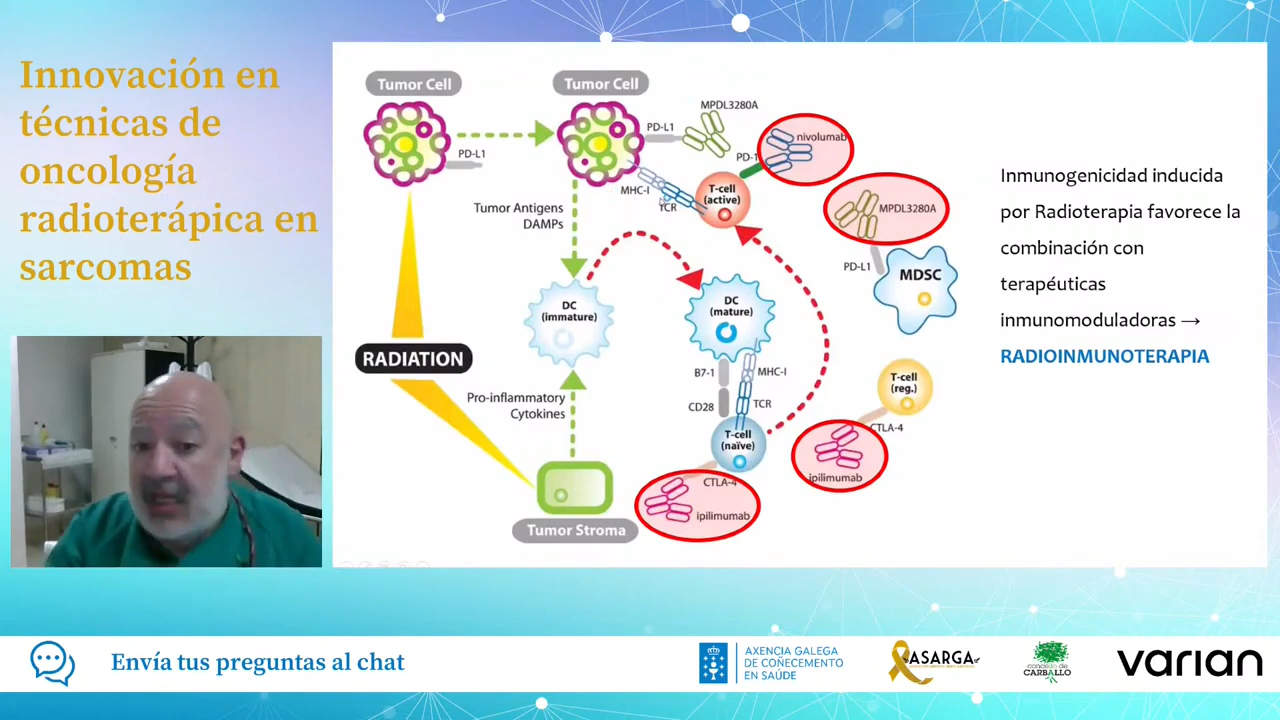 Innovación en
técnicas de
oncología
radioterápica en
sarcomas
Tumor Cell
PD-L1
Tumor Cell
PD-L1
MPDL3280A
nivolumab
PD-1
MHC-I
TCR
T-cell
(active)
MPDL3280A
PD-L1
MDSC
Tumor Antigens
DAMPs
DC
(immature)
DC
(mature)
RADIATION
B7-1
MHC-I
CD28
TCR
T-cell
(naïve)
T-cell
(reg.)
CTLA-4
ipilimumab
Pro-inflammatory
Cytokines
CTLA-4
ipilimumab
Tumor Stroma
Inmunogenicidad inducida
por Radioterapia favorece la
combinación con
terapéuticas
inmunomoduladoras →
RADIOINMUNOTERAPIA
Envía tus preguntas al chat
AXENCIA GALEGA
DE COÑECEMENTO
EN SAÚDE
ASARGA
concello de
CARBALLO
varian